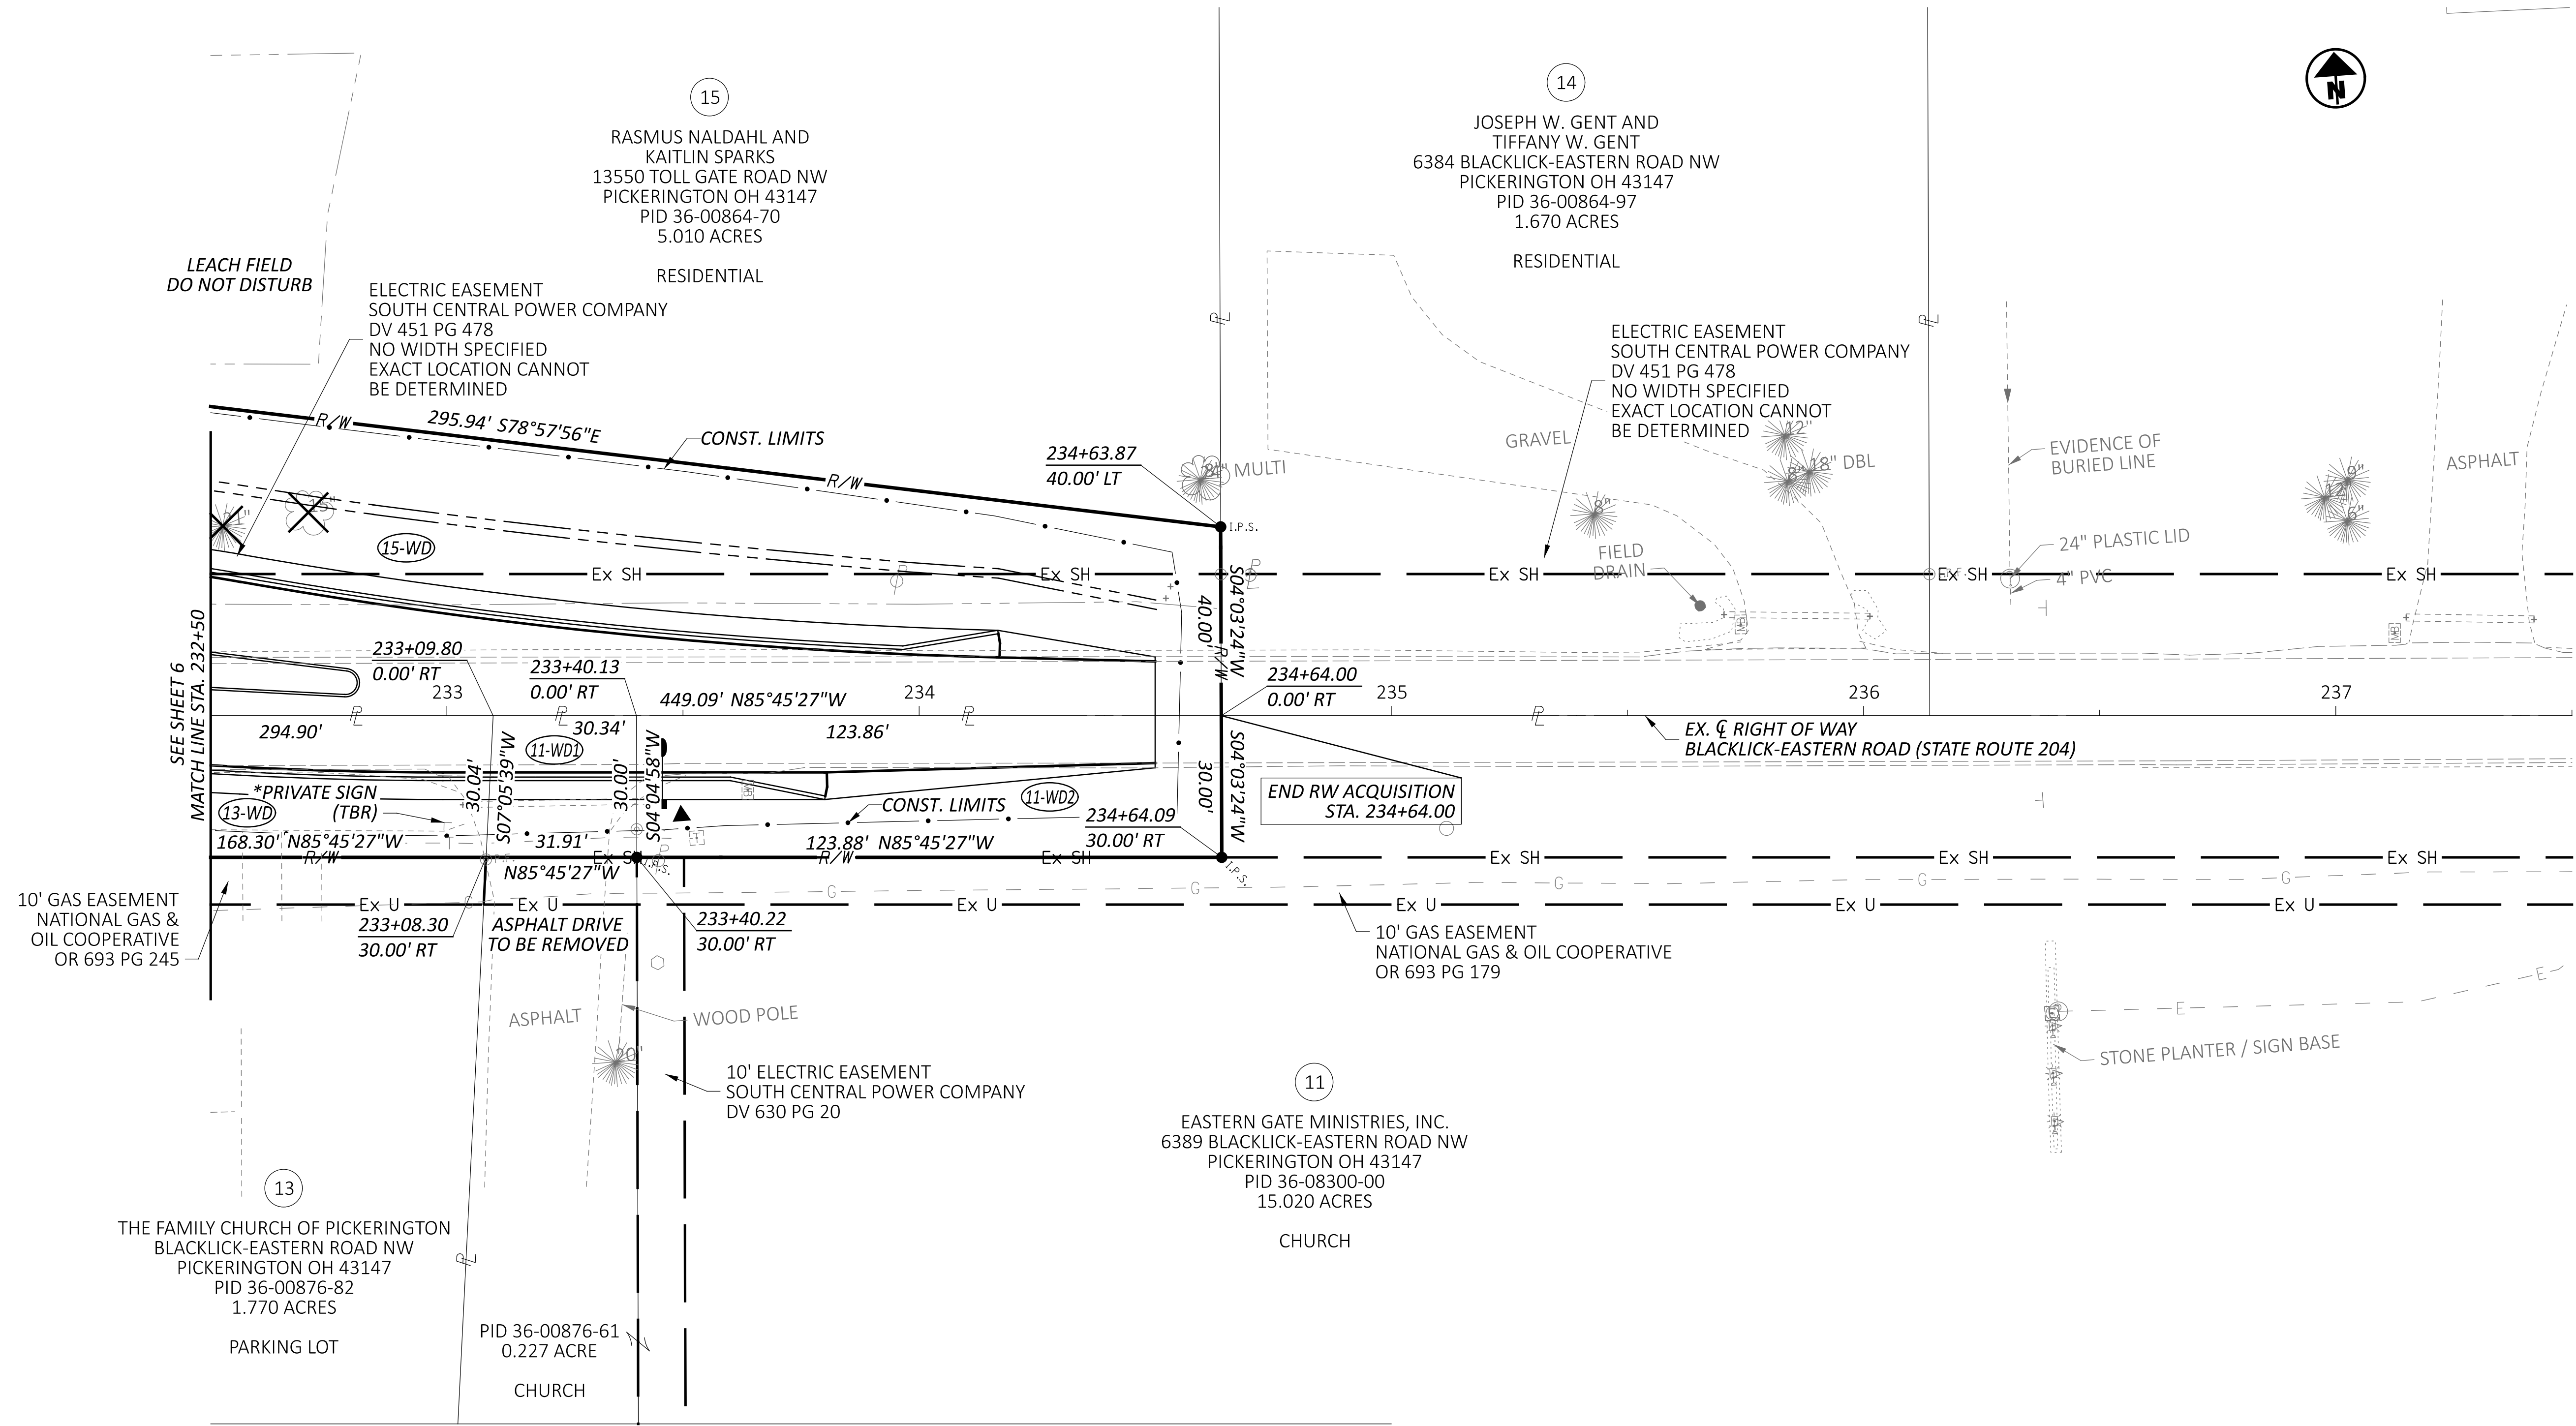 15
RASMUS NALDAHL AND
KAITLIN SPARKS
13550 TOLL GATE ROAD NW
PICKERINGTON OH 43147
PID 36-00864-70
5.010 ACRES
RESIDENTIAL
14
JOSEPH W. GENT AND
TIFFANY W. GENT
6384 BLACKLICK-EASTERN ROAD NW
PICKERINGTON OH 43147
PID 36-00864-97
1.670 ACRES
RESIDENTIAL
N
LEACH FIELD
DO NOT DISTURB
ELECTRIC EASEMENT
SOUTH CENTRAL POWER COMPANY
DV 451 PG 478
NO WIDTH SPECIFIED
EXACT LOCATION CANNOT
BE DETERMINED
ELECTRIC EASEMENT
SOUTH CENTRAL POWER COMPANY
DV 451 PG 478
NO WIDTH SPECIFIED
EXACT LOCATION CANNOT
BE DETERMINED
R/W
295.94' S78°57'56"E
CONST. LIMITS
R/W
234+63.87
40.00' LT
MULTI
GRAVEL
12"
8"
18" DBL
8"
EVIDENCE OF
BURIED LINE
9"
12"
6"
ASPHALT
I.P.S.
15-WD
FIELD
DRAIN
24" PLASTIC LID
4" PVC
Ex SH
Ex SH
Ex SH
Ex SH
Ex SH
S04°03'24"W
40.00'
R/W
SEE SHEET 6
MATCH LINE STA. 232+50
233+09.80
0.00' RT
233+40.13
0.00' RT
449.09' N85°45'27"W
234+64.00
0.00' RT
233
234
235
236
237
294.90'
30.34'
123.86'
EX. ℄ RIGHT OF WAY
BLACKLICK-EASTERN ROAD (STATE ROUTE 204)
11-WD1
30.04'
S07°05'39"W
30.00'
S04°04'58"W
30.00'
S04°03'24"W
*PRIVATE SIGN
(TBR)
13-WD
CONST. LIMITS
11-WD2
234+64.09
30.00' RT
END RW ACQUISITION
STA. 234+64.00
168.30' N85°45'27"W
31.91'
123.88' N85°45'27"W
R/W
Ex SH
R/W
Ex SH
Ex SH
Ex SH
Ex SH
N85°45'27"W
I.P.S.
I.P.S.
G
G
G
G
G
G
Ex U
Ex U
Ex U
Ex U
Ex U
Ex U
10' GAS EASEMENT
NATIONAL GAS &
OIL COOPERATIVE
OR 693 PG 245
233+08.30
30.00' RT
ASPHALT DRIVE
TO BE REMOVED
233+40.22
30.00' RT
10' GAS EASEMENT
NATIONAL GAS & OIL COOPERATIVE
OR 693 PG 179
ASPHALT
WOOD POLE
20"
E
E
STONE PLANTER / SIGN BASE
10' ELECTRIC EASEMENT
SOUTH CENTRAL POWER COMPANY
DV 630 PG 20
11
EASTERN GATE MINISTRIES, INC.
6389 BLACKLICK-EASTERN ROAD NW
PICKERINGTON OH 43147
PID 36-08300-00
15.020 ACRES
CHURCH
13
THE FAMILY CHURCH OF PICKERINGTON
BLACKLICK-EASTERN ROAD NW
PICKERINGTON OH 43147
PID 36-00876-82
1.770 ACRES
PARKING LOT
PID 36-00876-61
0.227 ACRE
CHURCH